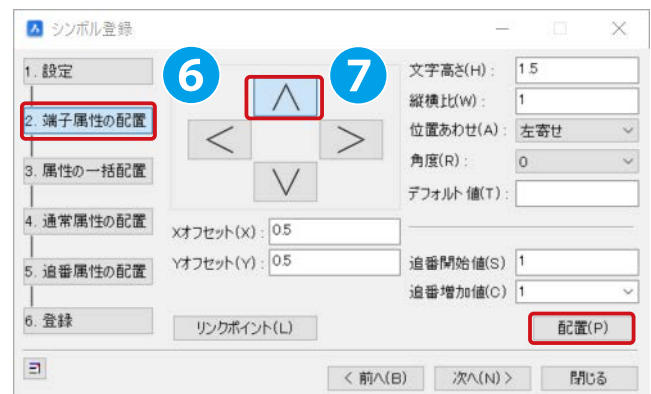 シンボル登録
1. 設定
2. 端子属性の配置
3. 属性の一括配置
4. 通常属性の配置
5. 追番属性の配置
6. 登録
6
7
Xオフセット(X) : 0.5
Yオフセット(Y) : 0.5
リンクポイント(L)
文字高さ(H) : 1.5
縦横比(W) : 1
位置あわせ(A) : 左寄せ
角度(R) : 0
デフォルト値(T) :
追番開始値(S) 1
追番増加値(C) 1
配置(P)
< 前へ(B) 次へ(N) > 閉じる